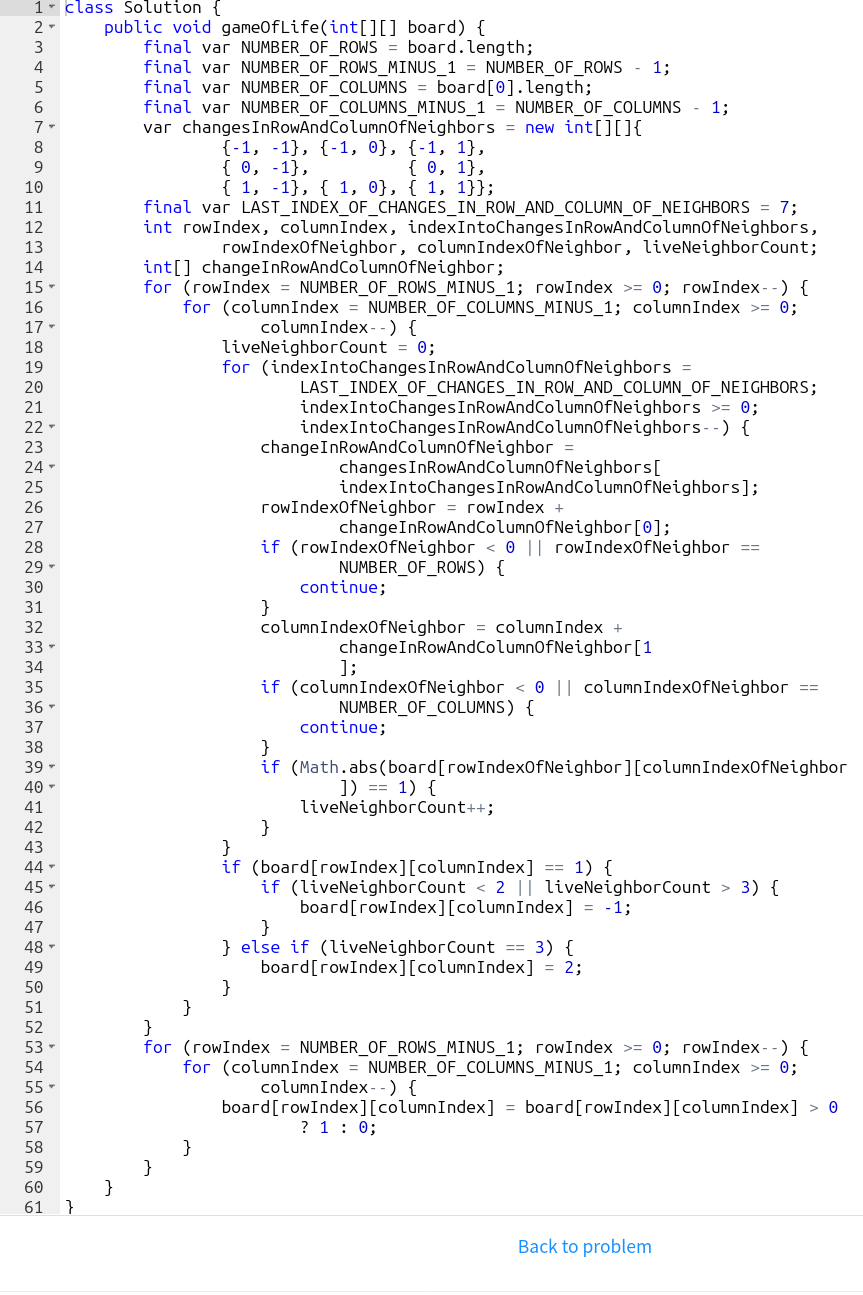 1 class Solution {
2 public void gameOfLife(int[][] board) {
3 final var NUMBER_OF_ROWS = board.length;
4 final var NUMBER_OF_ROWS_MINUS_1 = NUMBER_OF_ROWS - 1;
5 final var NUMBER_OF_COLUMNS = board[0].length;
6 final var NUMBER_OF_COLUMNS_MINUS_1 = NUMBER_OF_COLUMNS - 1;
7 var changesInRowAndColumnOfNeighbors = new int[][]{
8 {-1, -1}, {-1, 0}, {-1, 1},
9 { 0, -1},          { 0, 1},
10 { 1, -1}, { 1, 0}, { 1, 1}};
11 final var LAST_INDEX_OF_CHANGES_IN_ROW_AND_COLUMN_OF_NEIGHBORS = 7;
12 int rowIndex, columnIndex, indexIntoChangesInRowAndColumnOfNeighbors,
13 rowIndexOfNeighbor, columnIndexOfNeighbor, liveNeighborCount;
14 int[] changeInRowAndColumnOfNeighbor;
15 for (rowIndex = NUMBER_OF_ROWS_MINUS_1; rowIndex >= 0; rowIndex--) {
16 for (columnIndex = NUMBER_OF_COLUMNS_MINUS_1; columnIndex >= 0;
17 columnIndex--) {
18 liveNeighborCount = 0;
19 for (indexIntoChangesInRowAndColumnOfNeighbors =
20 LAST_INDEX_OF_CHANGES_IN_ROW_AND_COLUMN_OF_NEIGHBORS;
21 indexIntoChangesInRowAndColumnOfNeighbors >= 0;
22 indexIntoChangesInRowAndColumnOfNeighbors--) {
23 changeInRowAndColumnOfNeighbor =
24 changesInRowAndColumnOfNeighbors[
25 indexIntoChangesInRowAndColumnOfNeighbors];
26 rowIndexOfNeighbor = rowIndex +
27 changeInRowAndColumnOfNeighbor[0];
28 if (rowIndexOfNeighbor < 0 || rowIndexOfNeighbor ==
29 NUMBER_OF_ROWS) {
30 continue;
31 }
32 columnIndexOfNeighbor = columnIndex +
33 changeInRowAndColumnOfNeighbor[1
34 ];
35 if (columnIndexOfNeighbor < 0 || columnIndexOfNeighbor ==
36 NUMBER_OF_COLUMNS) {
37 continue;
38 }
39 if (Math.abs(board[rowIndexOfNeighbor][columnIndexOfNeighbor
40 ]) == 1) {
41 liveNeighborCount++;
42 }
43 }
44 if (board[rowIndex][columnIndex] == 1) {
45 if (liveNeighborCount < 2 || liveNeighborCount > 3) {
46 board[rowIndex][columnIndex] = -1;
47 }
48 } else if (liveNeighborCount == 3) {
49 board[rowIndex][columnIndex] = 2;
50 }
51 }
52 }
53 for (rowIndex = NUMBER_OF_ROWS_MINUS_1; rowIndex >= 0; rowIndex--) {
54 for (columnIndex = NUMBER_OF_COLUMNS_MINUS_1; columnIndex >= 0;
55 columnIndex--) {
56 board[rowIndex][columnIndex] = board[rowIndex][columnIndex] > 0
57 ? 1 : 0;
58 }
59 }
60 }
61 }
Back to problem